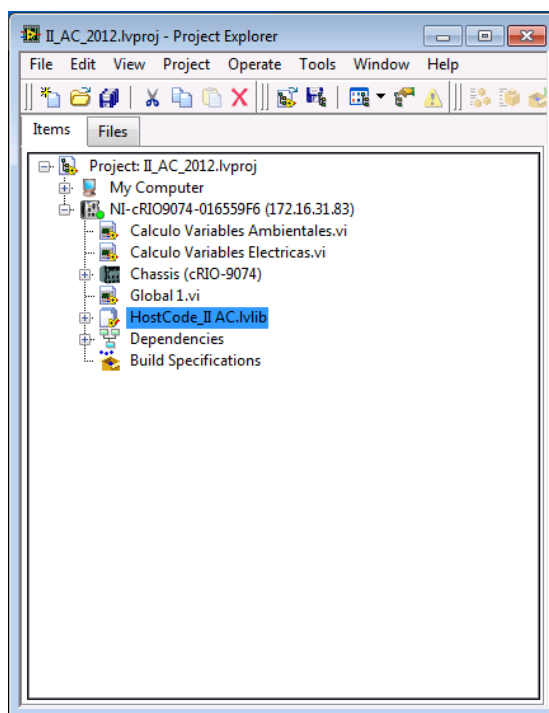 II_AC_2012.lvproj - Project Explorer
File Edit View Project Operate Tools Window Help
Items Files
Project: II_AC_2012.lvproj
My Computer
NI-cRIO9074-016559F6 (172.16.31.83)
Calculo Variables Ambientales.vi
Calculo Variables Electricas.vi
Chassis (cRIO-9074)
Global 1.vi
HostCode_II AC.lvlib
Dependencies
Build Specifications